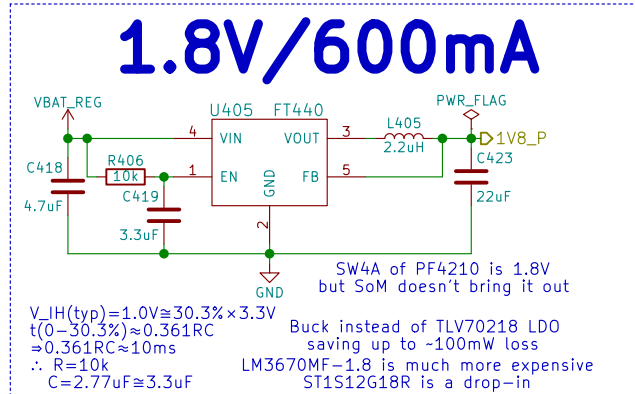 1.8V/600mA
VBAT_REG
PWR_FLAG
U405 FT440
L405
2.2uH
1V8_P
4 VIN VOUT 3
C418
4.7uF
R406
10k
1 EN FB 5
GND
2
C419
3.3uF
C423
22uF
GND
SW4A of PF4210 is 1.8V
but SoM doesn't bring it out
V_IH(typ)=1.0V≅30.3%×3.3V
t(0-30.3%)≈0.361RC
⇒0.361RC≈10ms
∴ R=10k
C=2.77uF≅3.3uF
Buck instead of TLV70218 LDO
saving up to ~100mW loss
LM3670MF-1.8 is much more expensive
ST1S12G18R is a drop-in